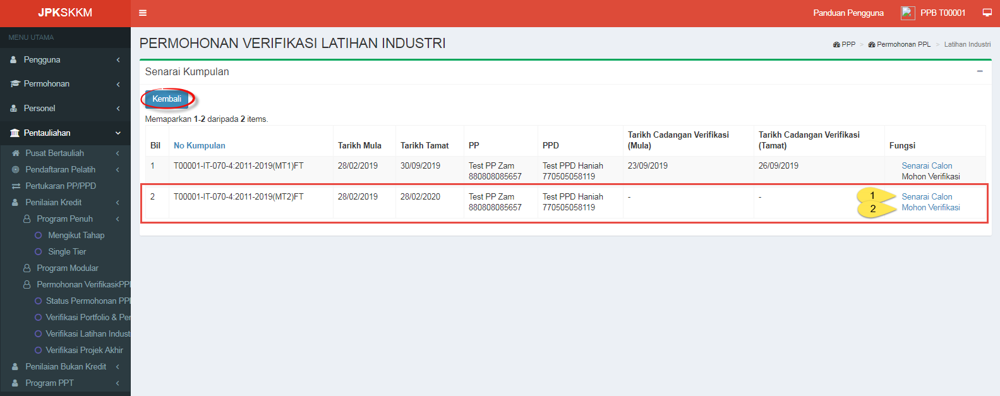 JPKSKKM
Panduan Pengguna
PPB T00001
MENU UTAMA
Pengguna
Permohonan
Personel
Pentauliahan
Pusat Bertauliah
Pendaftaran Pelatih
Pertukaran PP/PPD
Penilaian Kredit
Program Penuh
Mengikut Tahap
Single Tier
Program Modular
Permohonan Verifikasi PPL
Status Permohonan PPL
Verifikasi Portfolio & Per
Verifikasi Latihan Indust
Verifikasi Projek Akhir
Penilaian Bukan Kredit
Program PPT
PERMOHONAN VERIFIKASI LATIHAN INDUSTRI
PPP > Permohonan PPL > Latihan Industri
Senarai Kumpulan
Kembali
Memaparkan 1-2 daripada 2 items.
Bil No Kumpulan Tarikh Mula Tarikh Tamat PP PPD Tarikh Cadangan Verifikasi (Mula) Tarikh Cadangan Verifikasi (Tamat) Fungsi
1 T00001-IT-070-4:2011-2019(MT1)FT 28/02/2019 30/09/2019 Test PP Zam Test PPD Haniah 23/09/2019 26/09/2019 Senarai Calon
880808085657 770505058119 Mohon Verifikasi
2 T00001-IT-070-4:2011-2019(MT2)FT 28/02/2019 28/02/2020 Test PP Zam Test PPD Haniah - - 1 Senarai Calon
880808085657 770505058119 2 Mohon Verifikasi